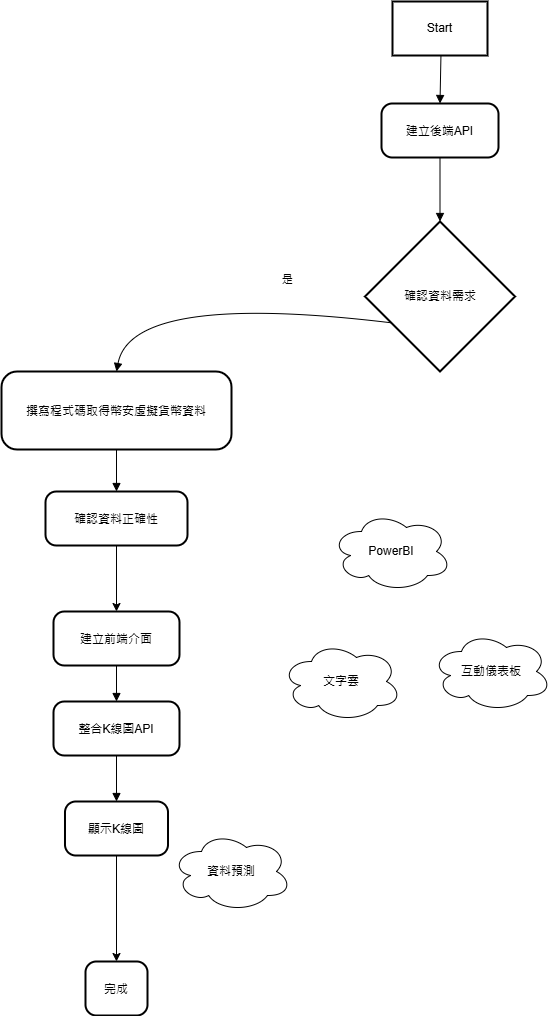 Start
建立後端API
確認資料需求
是
撰寫程式碼取得幣安虛擬貨幣資料
確認資料正確性
PowerBI
建立前端介面
文字雲
互動儀表板
整合K線圖API
顯示K線圖
資料預測
完成